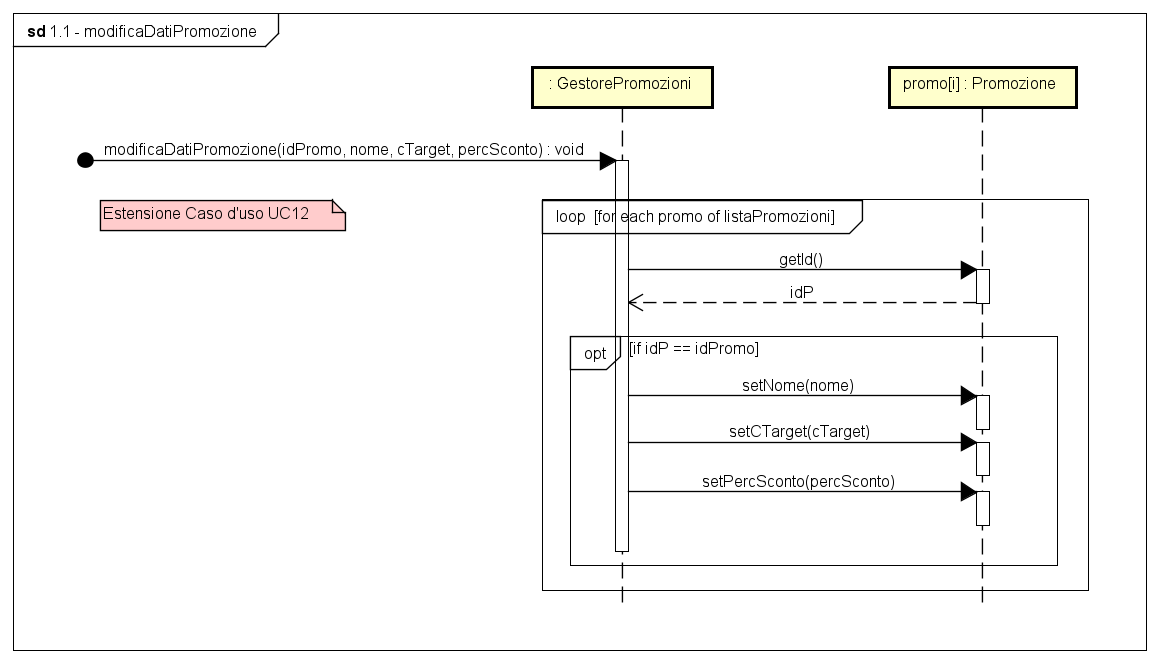 sd 1.1 - modificaDatiPromozione
: GestorePromozioni
promo[i] : Promozione
modificaDatiPromozione(idPromo, nome, cTarget, percSconto) : void
Estensione Caso d'uso UC12
loop [for each promo of listaPromozioni]
getId()
idP
opt [if idP == idPromo]
setNome(nome)
setCTarget(cTarget)
setPercSconto(percSconto)